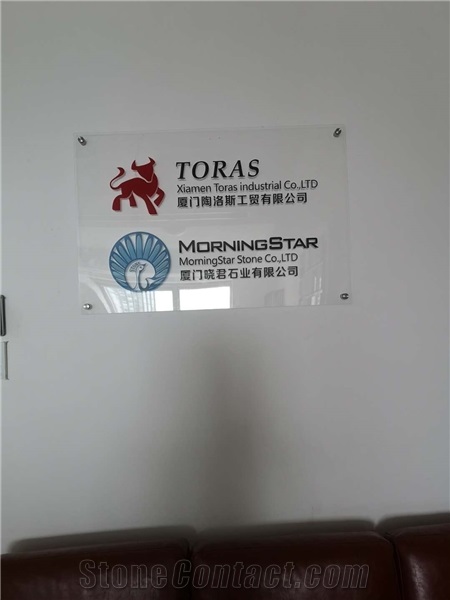 TORAS
Xiamen Toras industrial Co.,LTD
厦门陶洛斯工贸有限公司
MORNINGSTAR
MorningStar Stone Co.,LTD
厦门晓君石业有限公司
StoneContact.com